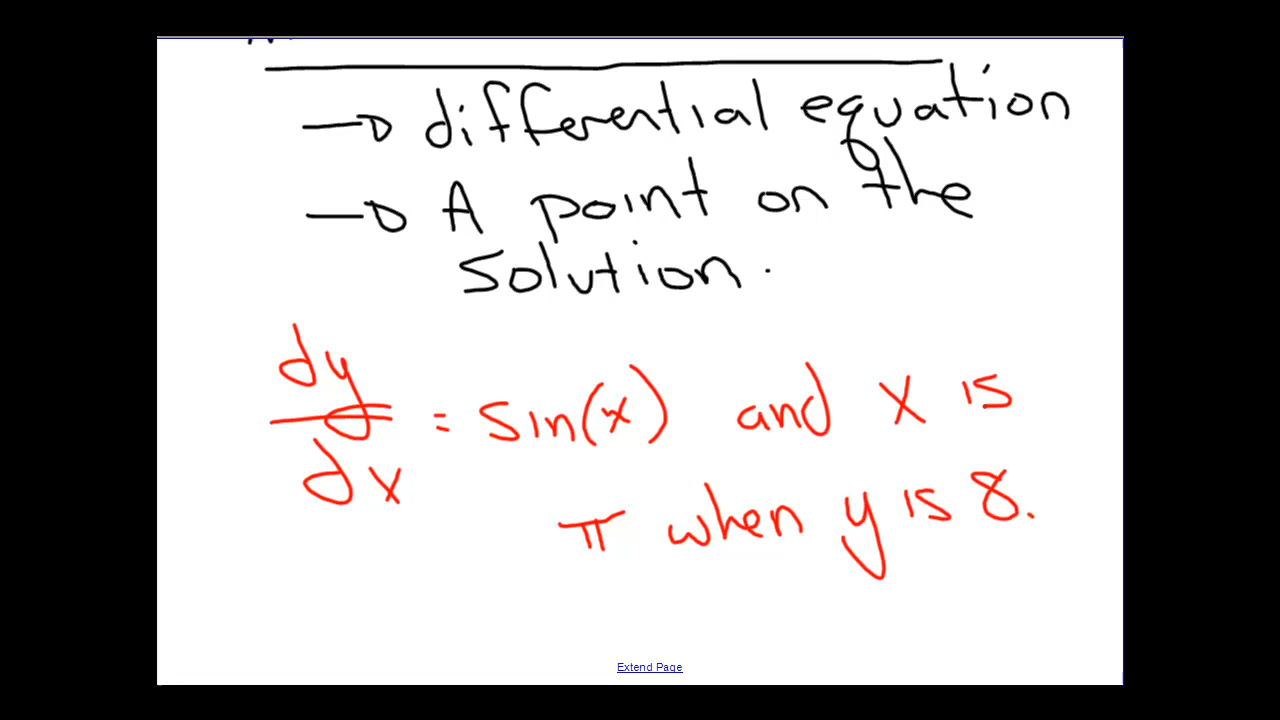 → differential equation
→ A point on the
solution.
dy/dx = sin(x) and x is
π when y is 8.
Extend Page